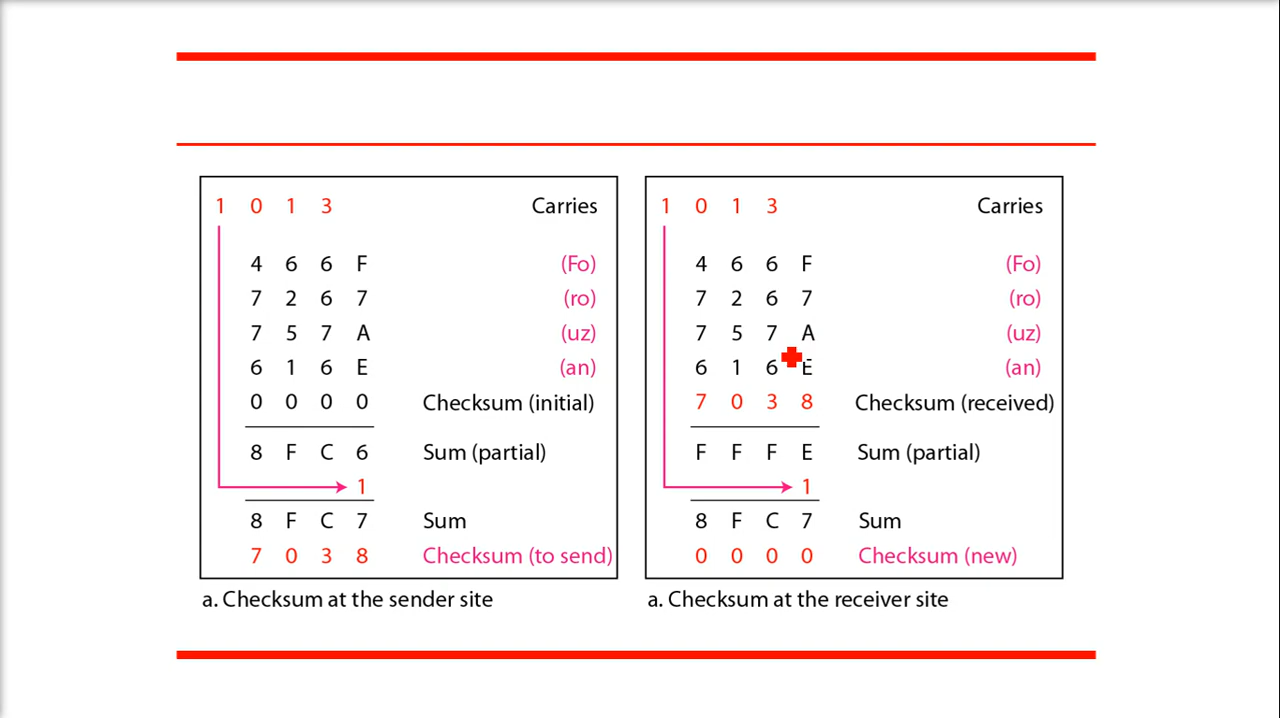 1 0 1 3 Carries
4 6 6 F (Fo)
7 2 6 7 (ro)
7 5 7 A (uz)
6 1 6 E (an)
0 0 0 0 Checksum (initial)
8 F C 6 Sum (partial)
1
8 F C 7 Sum
7 0 3 8 Checksum (to send)
a. Checksum at the sender site
1 0 1 3 Carries
4 6 6 F (Fo)
7 2 6 7 (ro)
7 5 7 A (uz)
6 1 6 E (an)
7 0 3 8 Checksum (received)
F F F E Sum (partial)
1
8 F C 7 Sum
0 0 0 0 Checksum (new)
a. Checksum at the receiver site